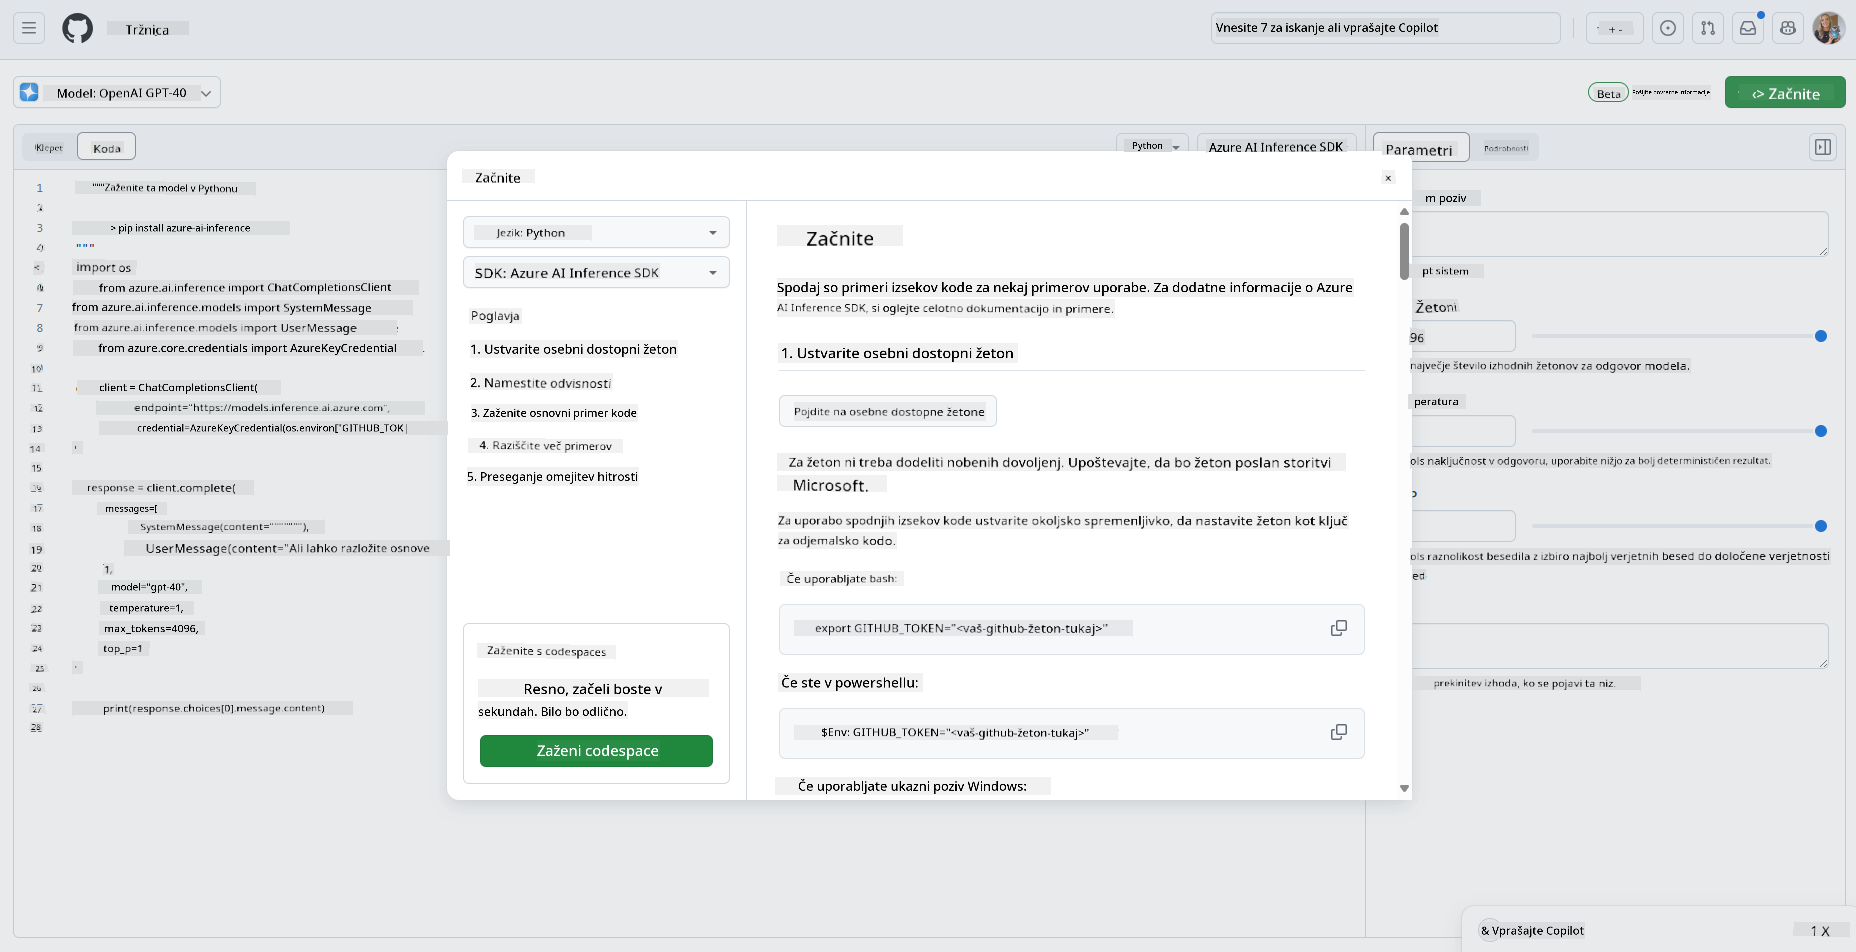 Tržnica
Vnesite 7 za iskanje ali vprašajte Copilot
+ -
Model: OpenAI GPT-40
Beta
Pošljite povratne informacije
<> Začnite
Klepet
Koda
Python
Azure AI Inference SDK
Parametri
Podrobnosti
1 """Zaženite ta model v Pythonu
2
3 > pip install azure-ai-inference
4 """
< import os
from azure.ai.inference import ChatCompletionsClient
7 from azure.ai.inference.models import SystemMessage
8 from azure.ai.inference.models import UserMessage
9 from azure.core.credentials import AzureKeyCredential
10
11 client = ChatCompletionsClient(
12 endpoint="https://models.inference.ai.azure.com",
13 credential=AzureKeyCredential(os.environ["GITHUB_TOK
14
15
16 response = client.complete(
17 messages=[
18 SystemMessage(content=""""""""),
19 UserMessage(content="Ali lahko razložite osnove
20 1,
21 model="gpt-40",
22 temperature=1,
23 max_tokens=4096,
24 top_p=1
25
26
27 print(response.choices[0].message.content)
28
Začnite
×
Jezik: Python
SDK: Azure AI Inference SDK
Poglavja
1. Ustvarite osebni dostopni žeton
2. Namestite odvisnosti
3. Zaženite osnovni primer kode
4. Raziščite več primerov
5. Preseganje omejitev hitrosti
Zaženite s codespaces
Resno, začeli boste v
sekundah. Bilo bo odlično.
Zaženi codespace
Začnite
Spodaj so primeri izsekov kode za nekaj primerov uporabe. Za dodatne informacije o Azure
AI Inference SDK, si oglejte celotno dokumentacijo in primere.
1. Ustvarite osebni dostopni žeton
Pojdite na osebne dostopne žetone
Za žeton ni treba dodeliti nobenih dovoljenj. Upoštevajte, da bo žeton poslan storitvi
Microsoft.
Za uporabo spodnjih izsekov kode ustvarite okoljsko spremenljivko, da nastavite žeton kot ključ
za odjemalsko kodo.
Če uporabljate bash:
export GITHUB_TOKEN="<vaš-github-žeton-tukaj>"
Če ste v powershellu:
$Env: GITHUB_TOKEN="<vaš-github-žeton-tukaj>"
Če uporabljate ukazni poziv Windows:
m poziv
pt sistem
Žetoni
96
največje število izhodnih žetonov za odgovor modela.
peratura
ols naključnost v odgovoru, uporabite nižjo za bolj determinističen rezultat.
ols raznolikost besedila z izbiro najbolj verjetnih besed do določene verjetnosti
ed
prekinitev izhoda, ko se pojavi ta niz.
& Vprašajte Copilot
1 X